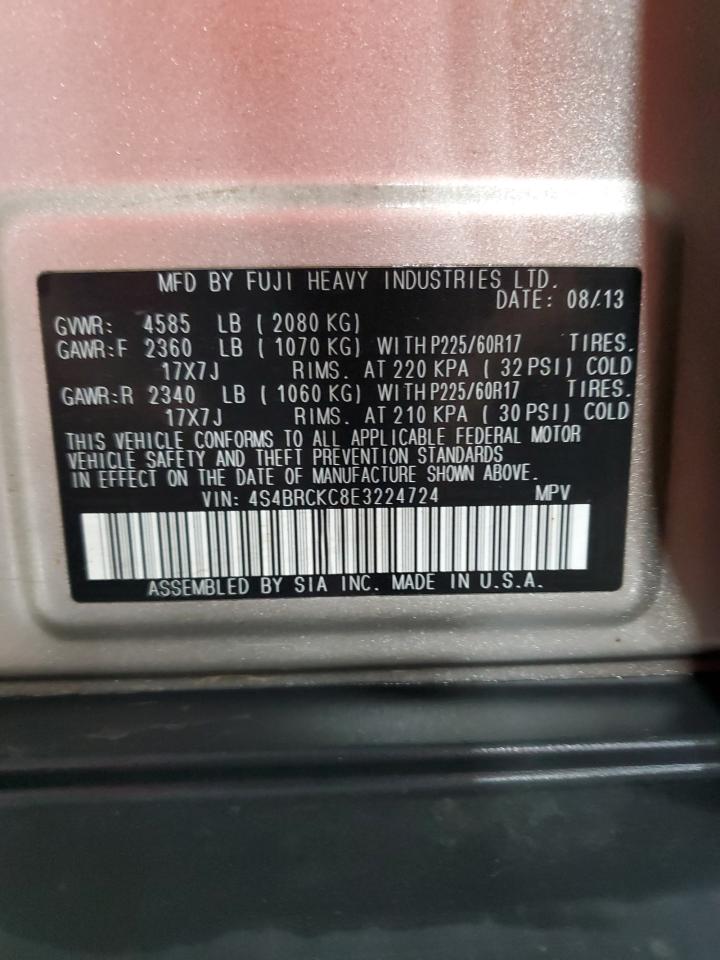 MFD BY FUJI HEAVY INDUSTRIES LTD.
DATE: 08/13
GVWR: 4585 LB ( 2080 KG)
GAWR:F 2360 LB ( 1070 KG) WITH P225/60R17 TIRES.
17X7J RIMS. AT 220 KPA ( 32 PSI) COLD
GAWR:R 2340 LB ( 1060 KG) WITH P225/60R17 TIRES.
17X7J RIMS. AT 210 KPA ( 30 PSI) COLD
THIS VEHICLE CONFORMS TO ALL APPLICABLE FEDERAL MOTOR
VEHICLE SAFETY AND THEFT PREVENTION STANDARDS
IN EFFECT ON THE DATE OF MANUFACTURE SHOWN ABOVE.
VIN: 4S4BRCKC8E3224724 MPV
ASSEMBLED BY SIA INC. MADE IN U.S.A.